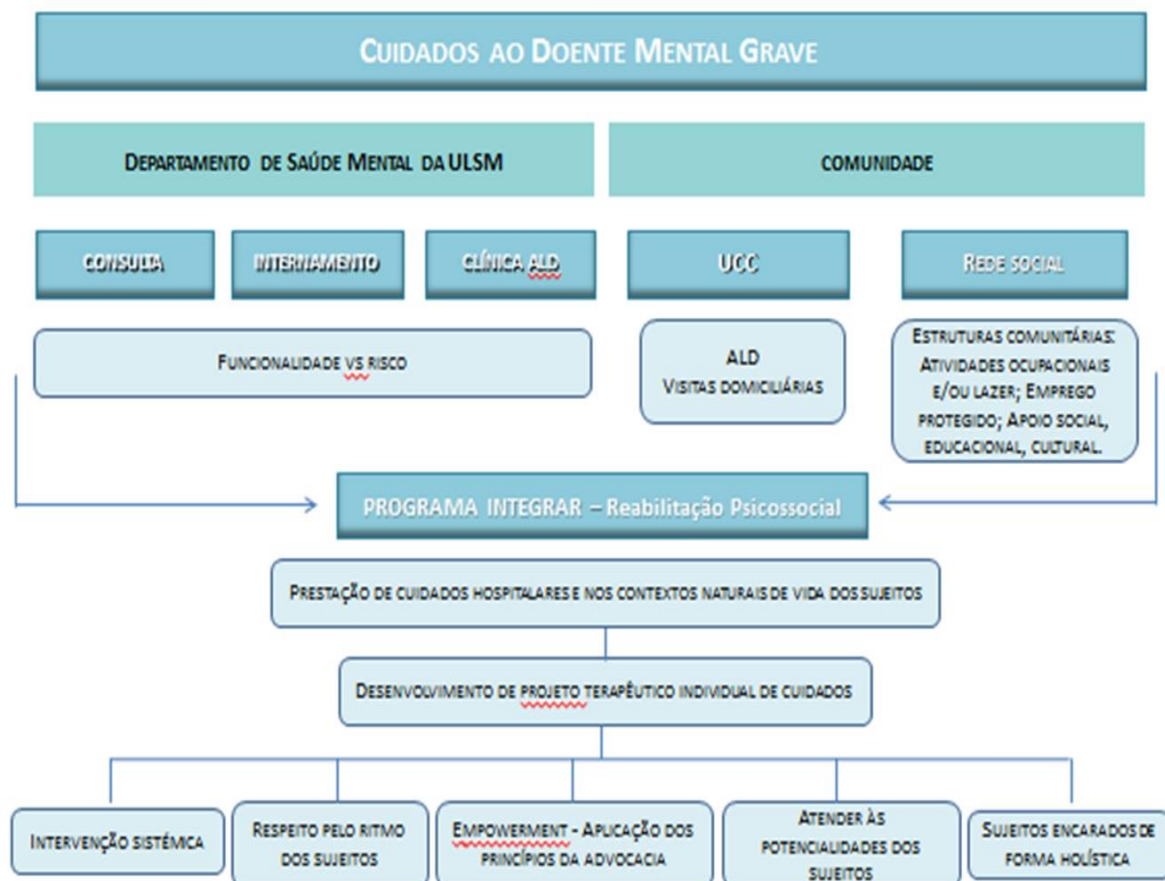 CUIDADOS AO DOENTE MENTAL GRAVE
DEPARTAMENTO DE SAÚDE MENTAL DA ULSM
COMUNIDADE
CONSULTA
INTERNAMENTO
CLÍNICA ALD
UCC
REDE SOCIAL
FUNCIONALIDADE VS RISCO
ALD
VISITAS DOMICILIÁRIAS
ESTRUTURAS COMUNITÁRIAS:
ATIVIDADES OCUPACIONAIS
E/OU LAZER; EMPREGO
PROTEGIDO; APOIO SOCIAL,
EDUCACIONAL, CULTURAL.
PROGRAMA INTEGRAR – Reabilitação Psicossocial
PRESTAÇÃO DE CUIDADOS HOSPITALARES E NOS CONTEXTOS NATURAIS DE VIDA DOS SUJEITOS
DESENVOLVIMENTO DE PROJETO TERAPÊUTICO INDIVIDUAL DE CUIDADOS
INTERVENÇÃO SISTÉMICA
RESPEITO PELO RITMO
DOS SUJEITOS
EMPOWERMENT - APLICAÇÃO DOS
PRINCÍPIOS DA ADVOCACIA
ATENDER ÀS
POTENCIALIDADES DOS
SUJEITOS
SUJEITOS ENCARADOS DE
FORMA HOLÍSTICA